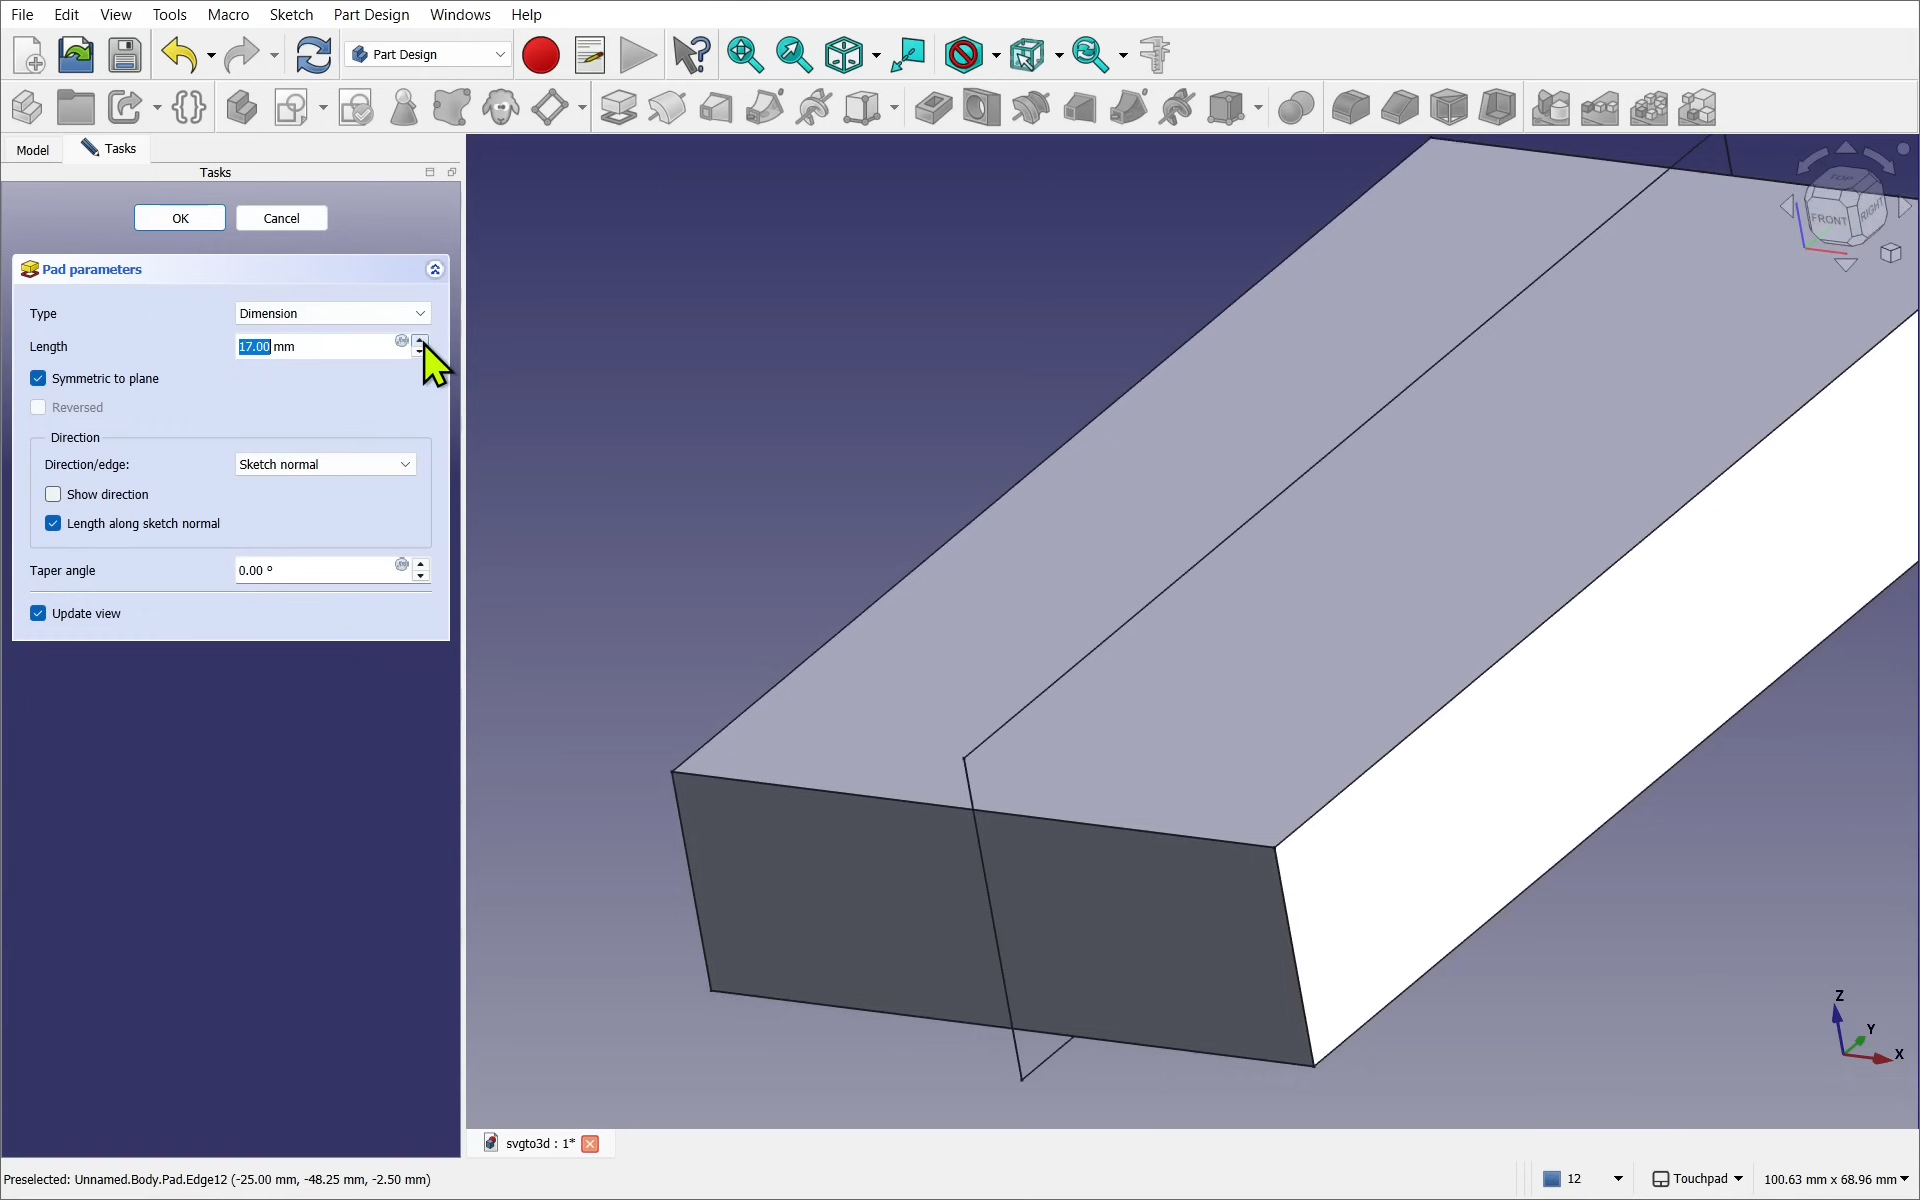 File Edit View Tools Macro Sketch Part Design Windows Help
Part Design
Model Tasks
Tasks
OK Cancel
Pad parameters
Type Dimension
Length 17.00 mm
Symmetric to plane
Reversed
Direction
Direction/edge: Sketch normal
Show direction
Length along sketch normal
Taper angle 0.00 °
Update view
TOP
FRONT RIGHT
Z
Y
X
svgto3d : 1*
Preselected: Unnamed.Body.Pad.Edge12 (-25.00 mm, -48.25 mm, -2.50 mm) 12 Touchpad 100.63 mm x 68.96 mm